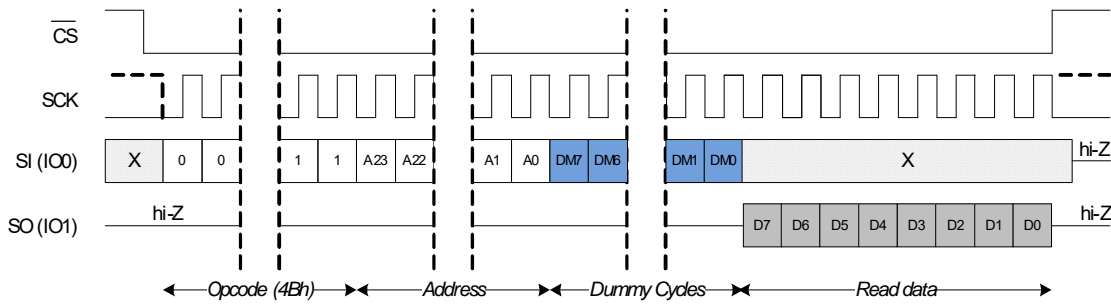 CS
SCK
SI (IO0) X 0 0 1 1 A23 A22 A1 A0 DM7 DM6 DM1 DM0 X hi-Z
hi-Z
SO (IO1) D7 D6 D5 D4 D3 D2 D1 D0 hi-Z
Opcode (4Bh) Address Dummy Cycles Read data